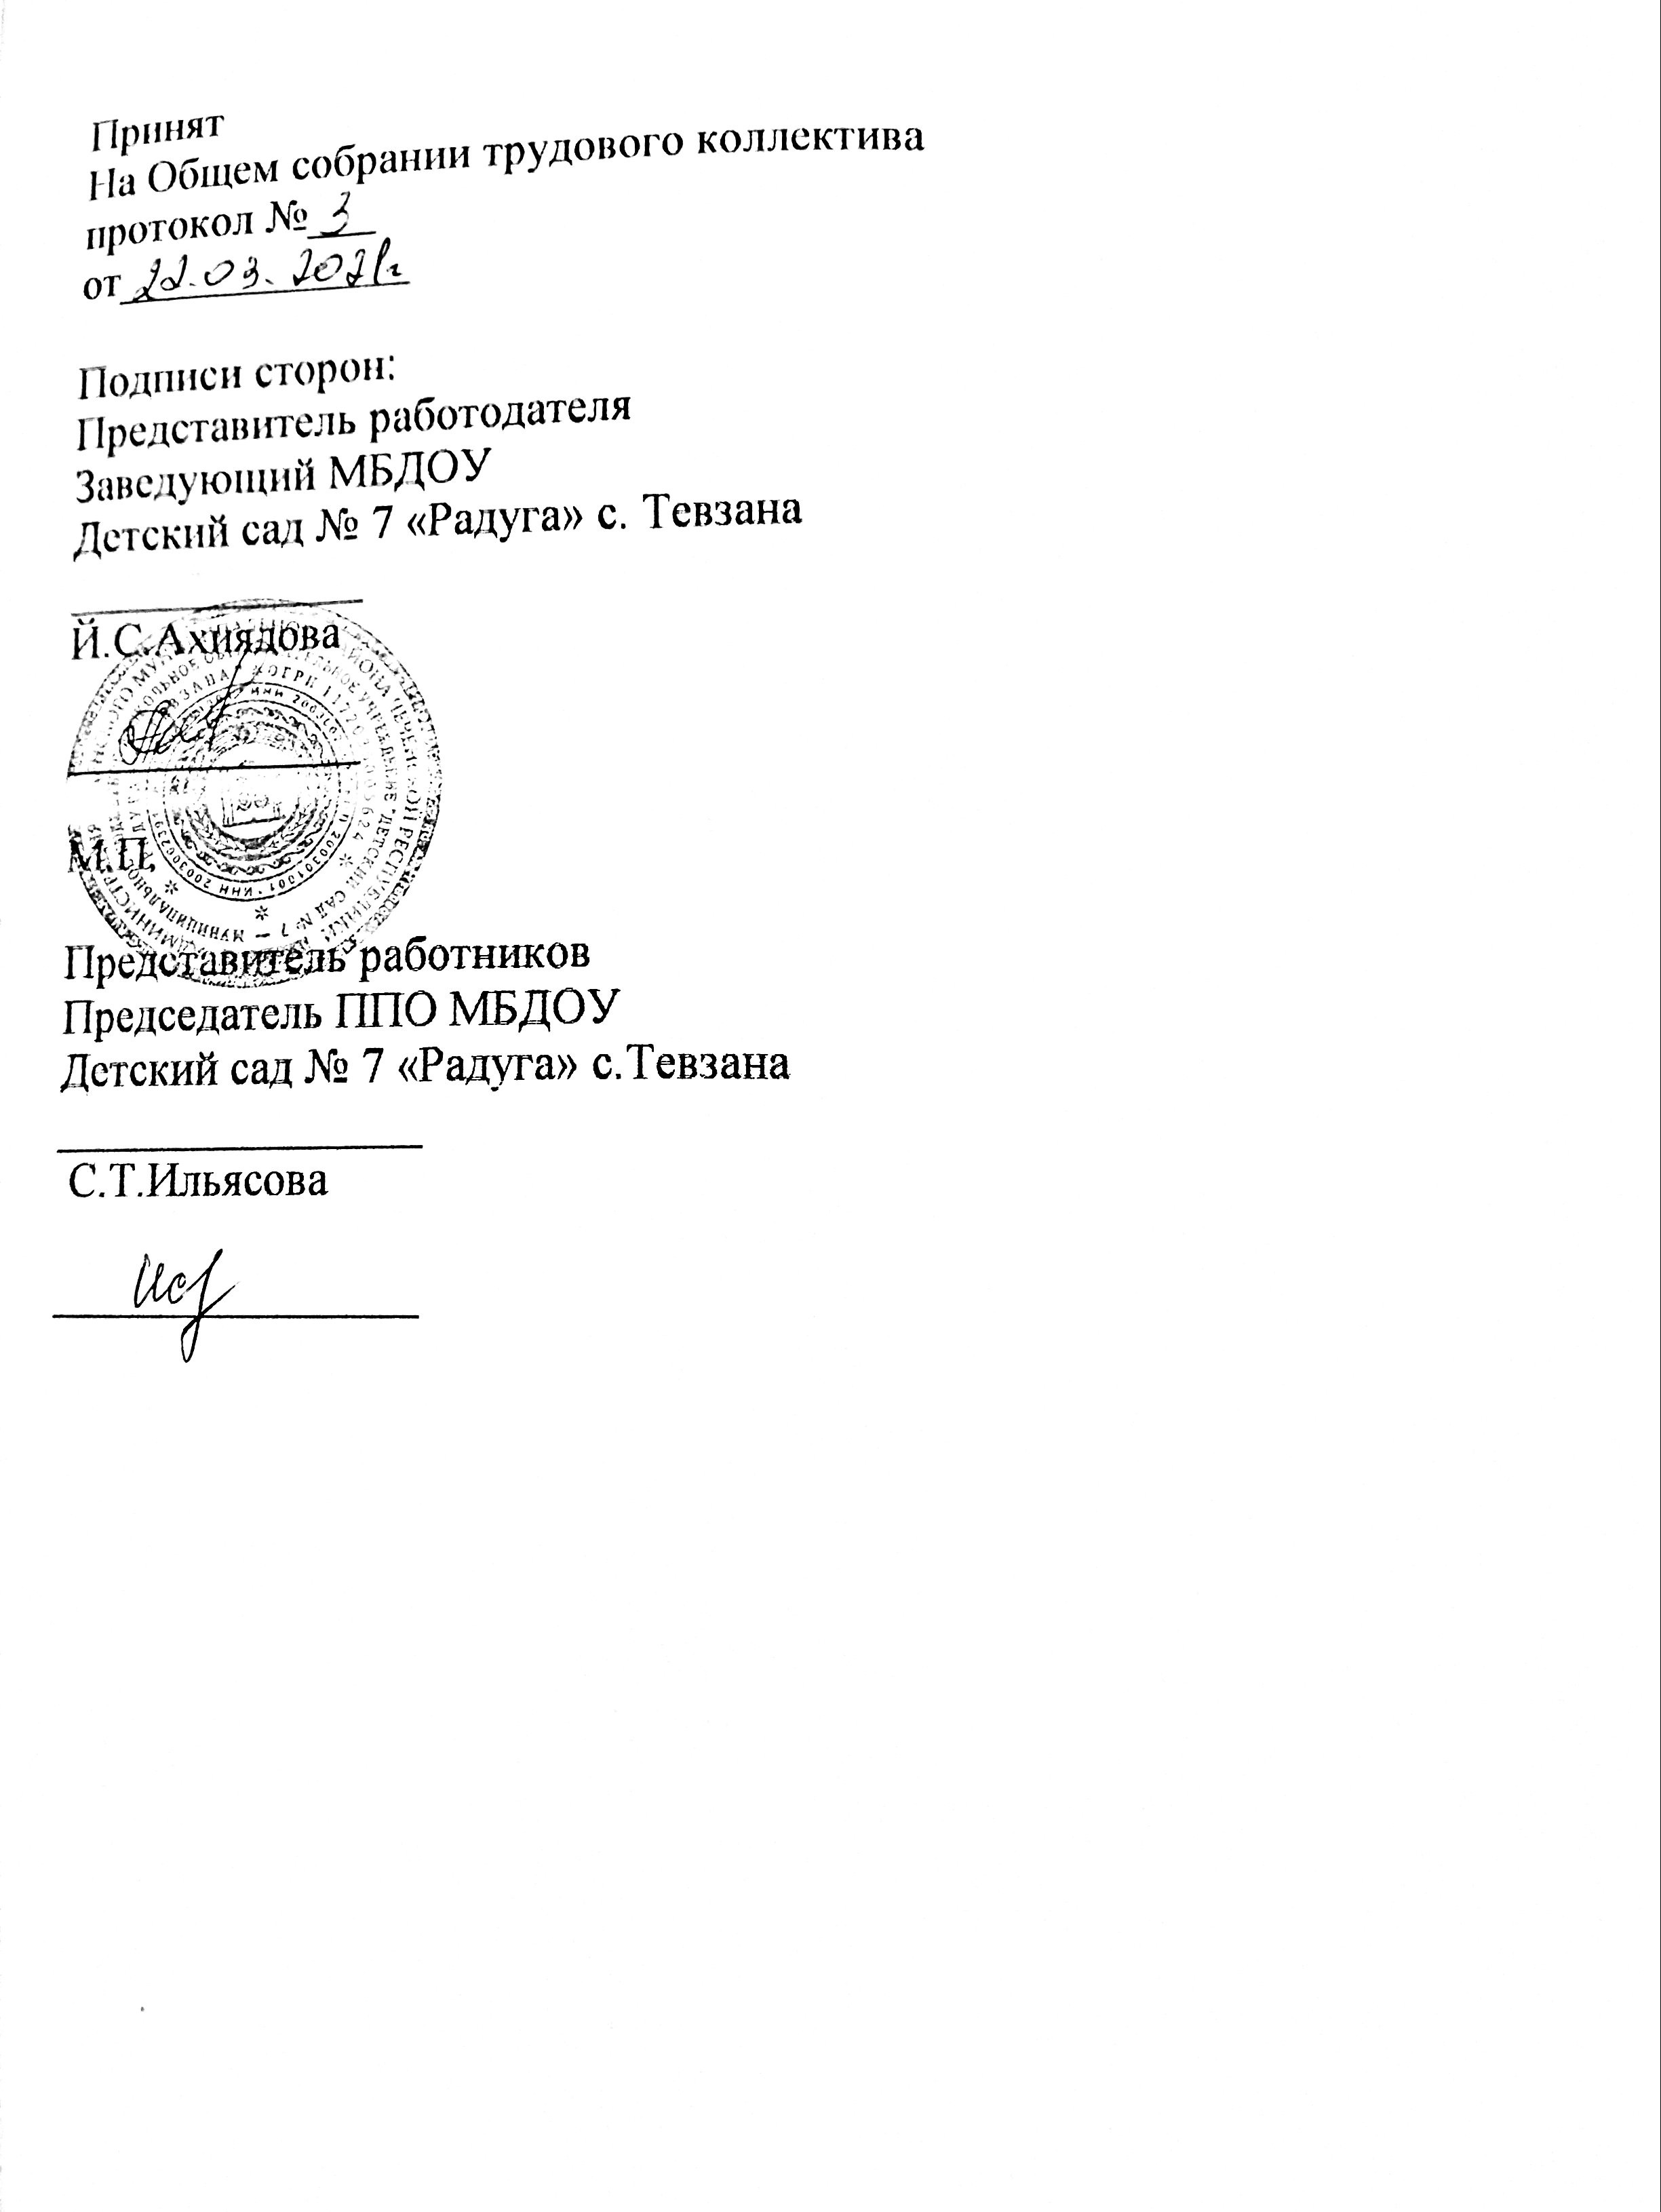 Принят
На Общем собрании трудового коллектива
протокол № 3
от 22.03.2021г
Подписи сторон:
Представитель работодателя
Заведующий МБДОУ
Детский сад № 7 «Радуга» с. Тевзана
Й.С.Ахиядова
М.П.
Представитель работников
Председатель ППО МБДОУ
Детский сад № 7 «Радуга» с.Тевзана
С.Т.Ильясова